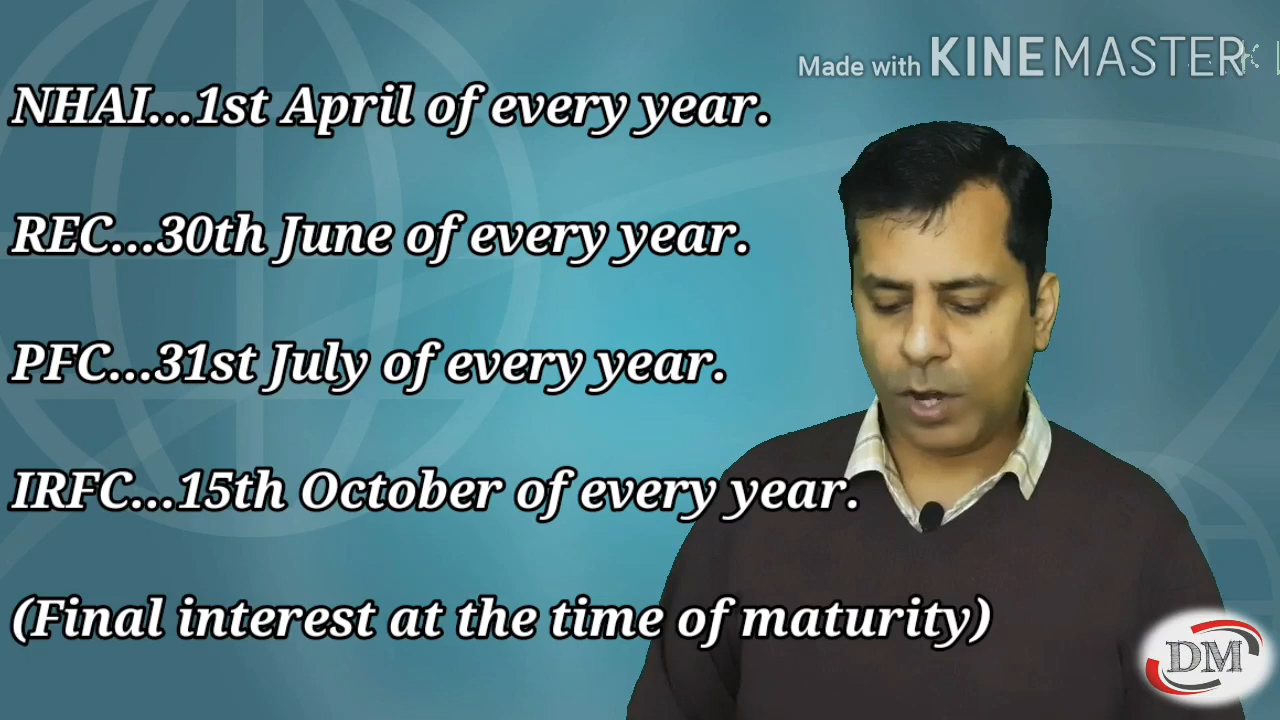 Made with KINEMASTER
NHAI...1st April of every year.
REC...30th June of every year.
PFC...31st July of every year.
IRFC...15th October of every year.
(Final interest at the time of maturity)
DM